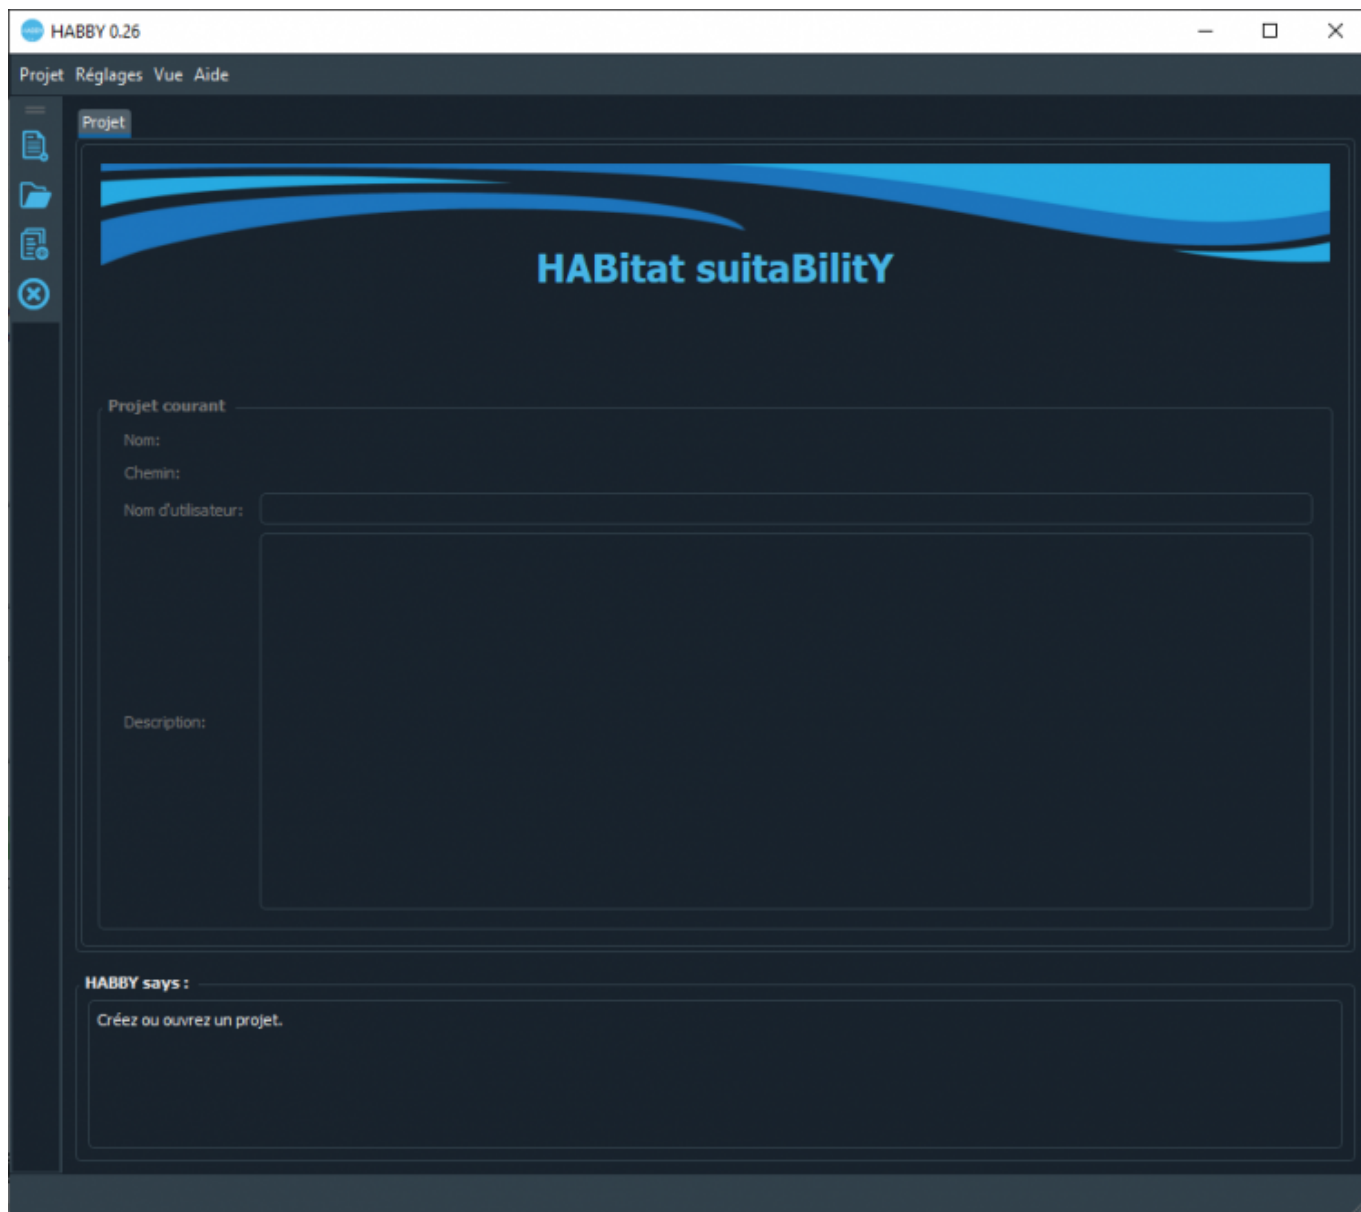 HABBY 0.26
Projet Réglages Vue Aide
Projet
HABitat suitaBilitY
Projet courant
Nom:
Chemin:
Nom d'utilisateur:
Description:
HABBY says :
Créez ou ouvrez un projet.